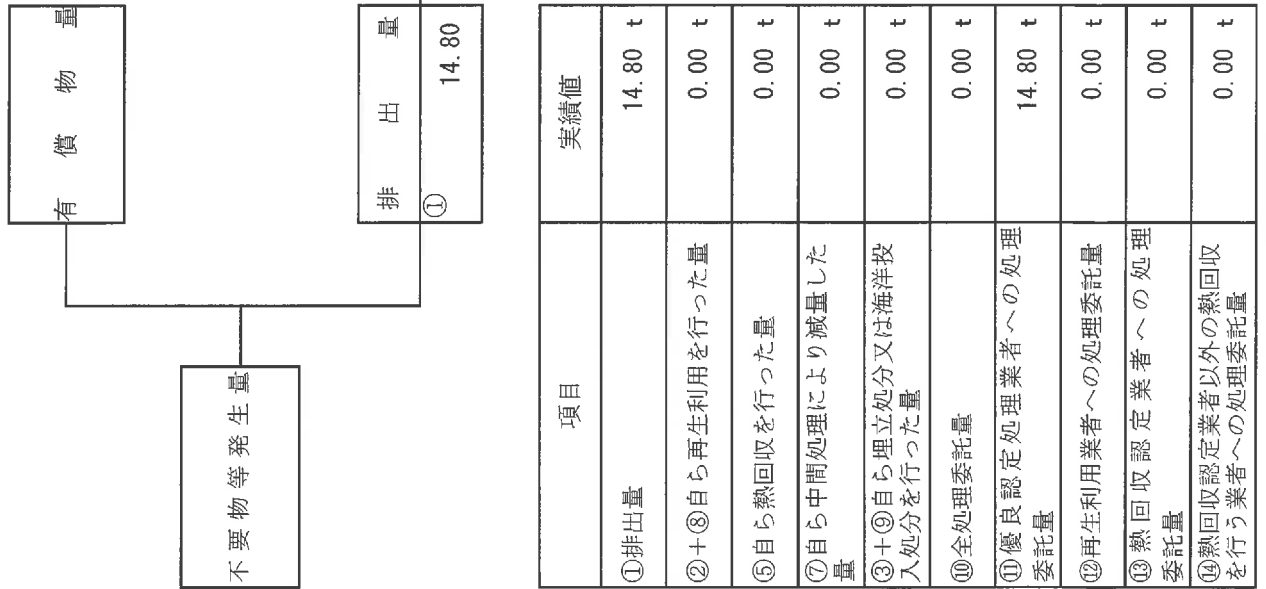 有償物量
排出量
①
14.80
不要物等発生量
項目 実績値
①排出量 14.80 t
②+⑧自ら再生利用を行った量 0.00 t
⑤自ら熱回収を行った量 0.00 t
⑦自ら中間処理により減量した
量 0.00 t
③+⑨自ら埋立処分又は海洋投
入処分を行った量 0.00 t
⑩全処理委託量 0.00 t
⑪優良認定処理業者への処理
委託量 14.80 t
⑫再生利用業者への処理委託量 0.00 t
⑬熱回収認定業者への処理
委託量 0.00 t
⑭熱回収認定業者以外の熱回収
を行う業者への処理委託量 0.00 t